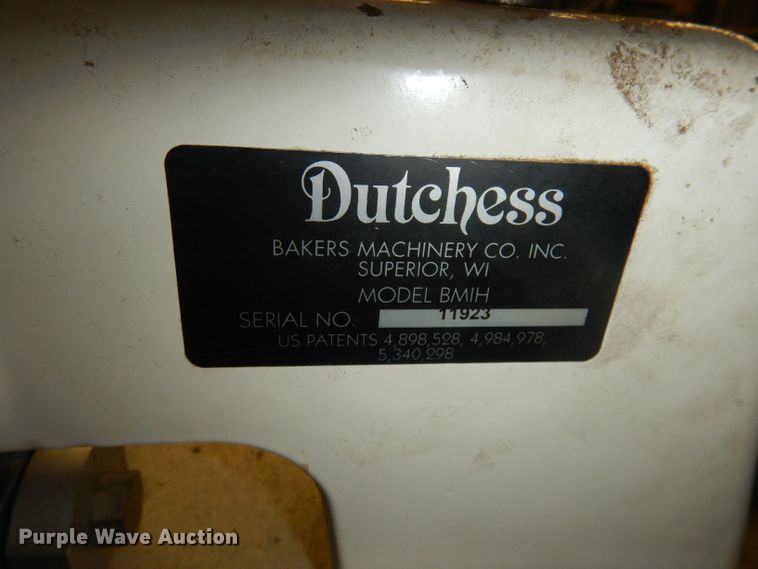 Dutchess
BAKERS MACHINERY CO. INC.
SUPERIOR, WI
MODEL BMIH
SERIAL NO. 11923
US PATENTS 4,898,528, 4,984,978,
5,340,298
Purple Wave Auction